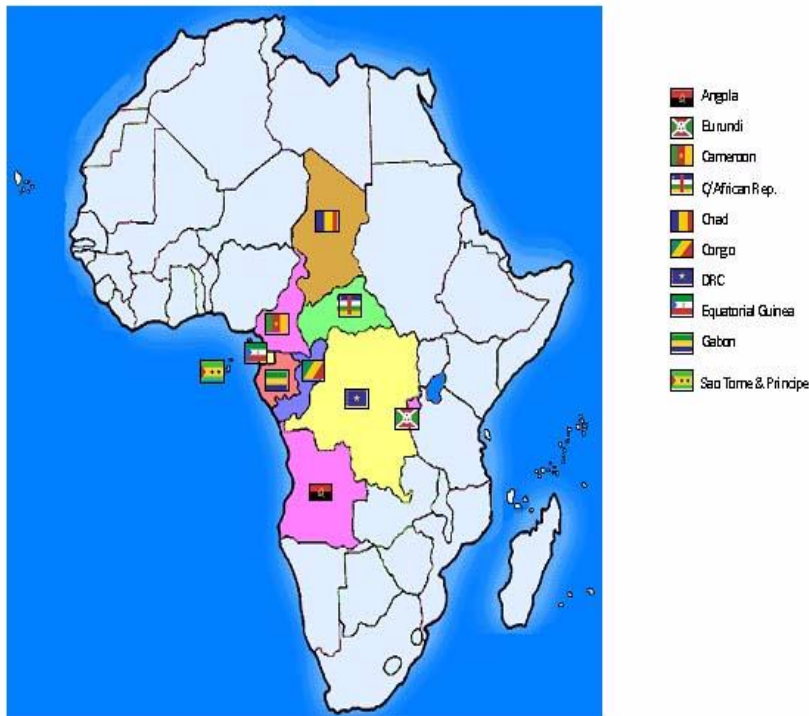 Angola
Burundi
Cameroon
C/African Rep.
Chad
Congo
DRC
Equatorial Guinea
Gabon
Sao Tome & Principe